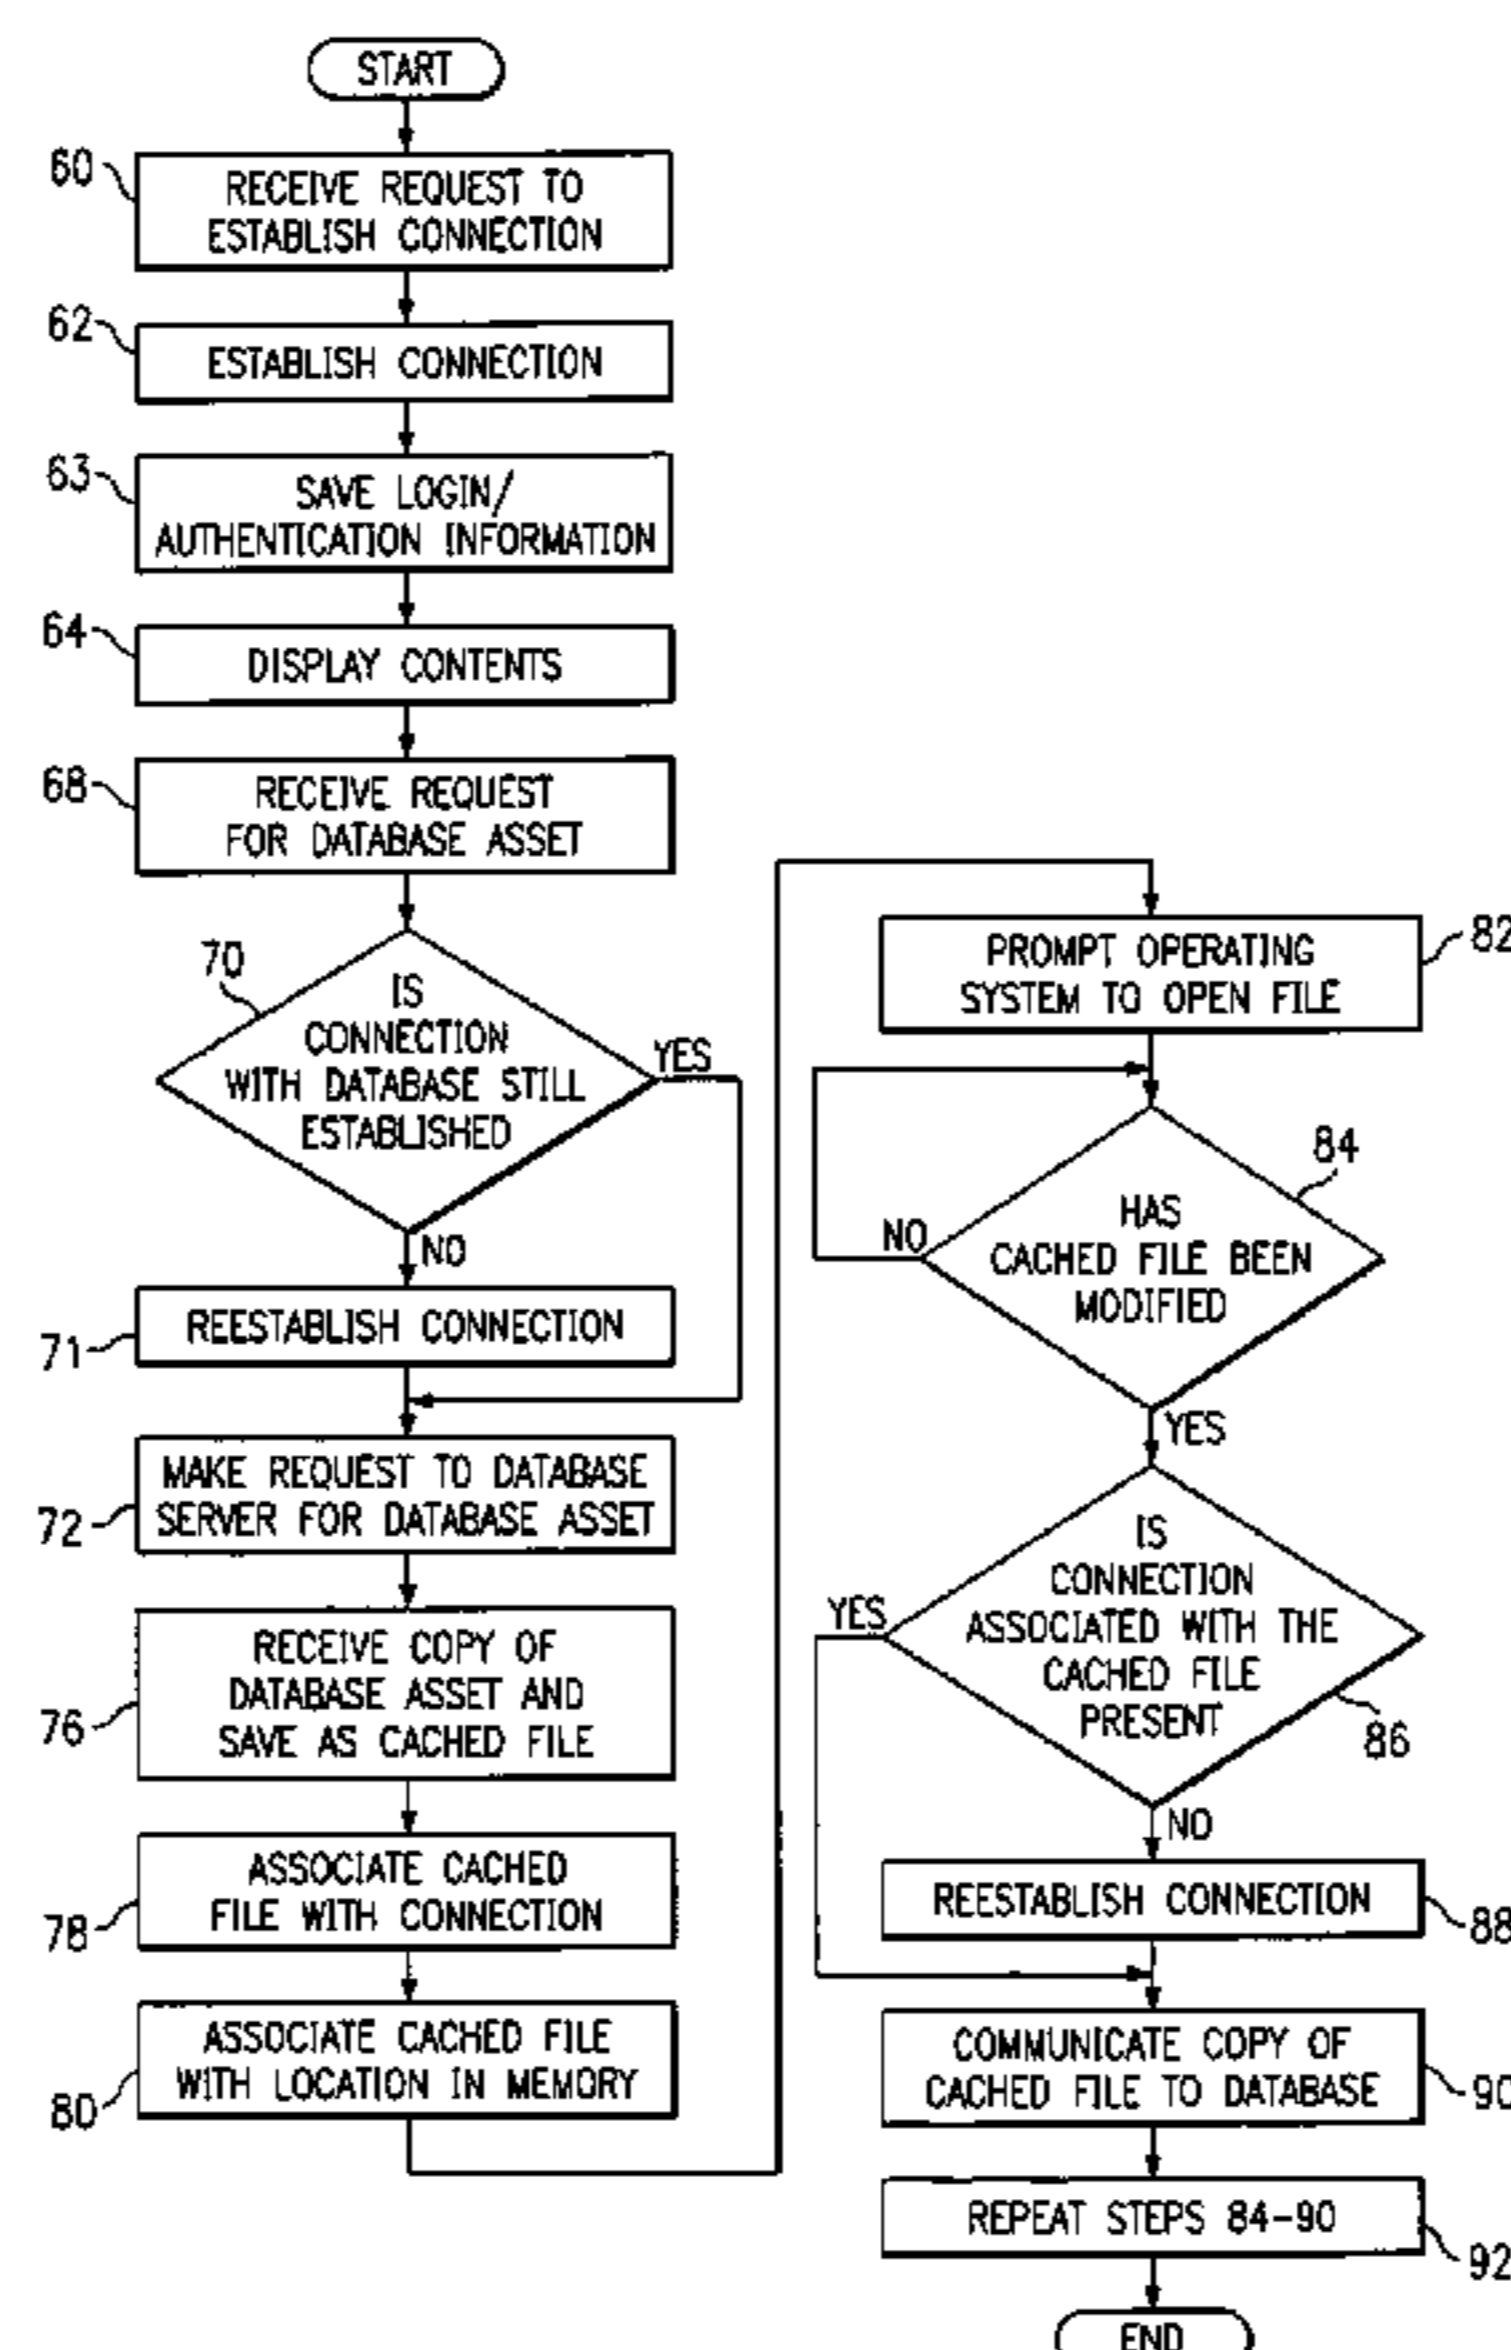 START
60
RECEIVE REQUEST TO
ESTABLISH CONNECTION
62
ESTABLISH CONNECTION
63
SAVE LOGIN/
AUTHENTICATION INFORMATION
64
DISPLAY CONTENTS
68
RECEIVE REQUEST
FOR DATABASE ASSET
70
IS
CONNECTION
WITH DATABASE STILL
ESTABLISHED
YES
NO
71
REESTABLISH CONNECTION
72
MAKE REQUEST TO DATABASE
SERVER FOR DATABASE ASSET
76
RECEIVE COPY OF
DATABASE ASSET AND
SAVE AS CACHED FILE
78
ASSOCIATE CACHED
FILE WITH CONNECTION
80
ASSOCIATE CACHED FILE
WITH LOCATION IN MEMORY
PROMPT OPERATING
SYSTEM TO OPEN FILE
82
84
HAS
CACHED FILE BEEN
MODIFIED
NO
YES
IS
CONNECTION
ASSOCIATED WITH THE
CACHED FILE
PRESENT
YES
86
NO
REESTABLISH CONNECTION
88
COMMUNICATE COPY OF
CACHED FILE TO DATABASE
90
REPEAT STEPS 84-90
92
END